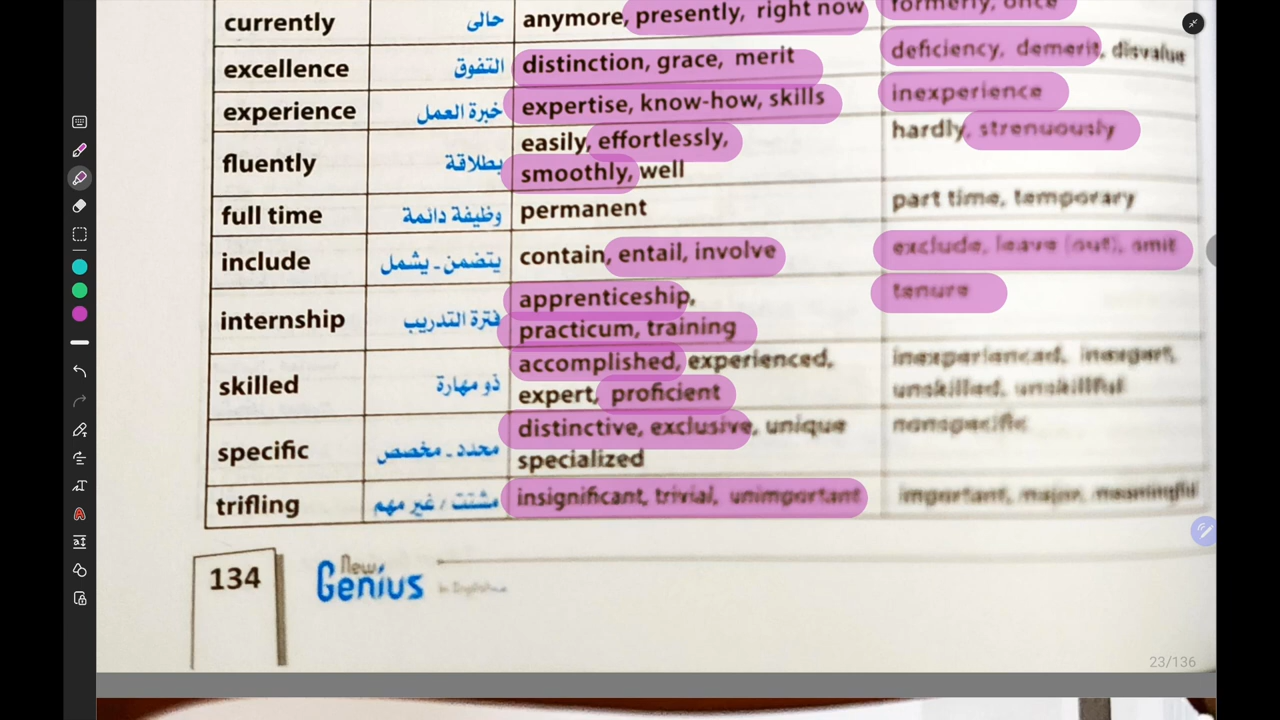 currently حالى anymore, presently, right now formerly, once
excellence التفوق distinction, grace, merit deficiency, demerit, disvalue
experience خبرة العمل expertise, know-how, skills inexperience
fluently بطلاقة easily, effortlessly, hardly, strenuously
smoothly, well
full time وظيفة دائمة permanent part time, temporary
include يتضمن - يشمل contain, entail, involve exclude, leave (out), omit
internship فترة التدريب apprenticeship, tenure
practicum, training
skilled ذو مهارة accomplished, experienced, inexperienced, inexpert,
expert, proficient unskilled, unskillful
specific محدد - مخصص distinctive, exclusive, unique nonspecific
specialized
trifling مشتت / غير مهم insignificant, trivial, unimportant important, major, meaningful
134 New Genius in English
23/136